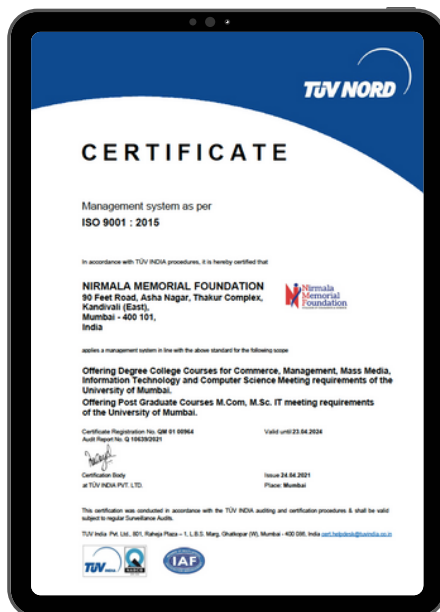 TÜV NORD
CERTIFICATE
Management system as per
ISO 9001 : 2015
In accordance with TÜV INDIA procedures, it is hereby certified that
NIRMALA MEMORIAL FOUNDATION
90 Feet Road, Asha Nagar, Thakur Complex,
Kandivali (East),
Mumbai - 400 101,
India
Nirmala
Memorial
Foundation
applies a management system in line with the above standard for the following scope
Offering Degree College Courses for Commerce, Management, Mass Media,
Information Technology and Computer Science Meeting requirements of the
University of Mumbai.
Offering Post Graduate Courses M.Com, M.Sc. IT meeting requirements
of the University of Mumbai.
Certificate Registration No. QM 01 00964
Valid until 23.04.2024
Audit Report No. Q 10639/2021
Certification Body
at TÜV INDIA PVT. LTD.
Issue 24.04.2021
Place: Mumbai
This certification was conducted in accordance with the TÜV INDIA auditing and certification procedures & shall be valid
subject to regular Surveillance Audits.
TUV India Pvt. Ltd., 801, Raheja Plaza – 1, L.B.S. Marg, Ghatkopar (W), Mumbai - 400 086, India cert.helpdesk@tuvindia.co.in
TÜV
IAF